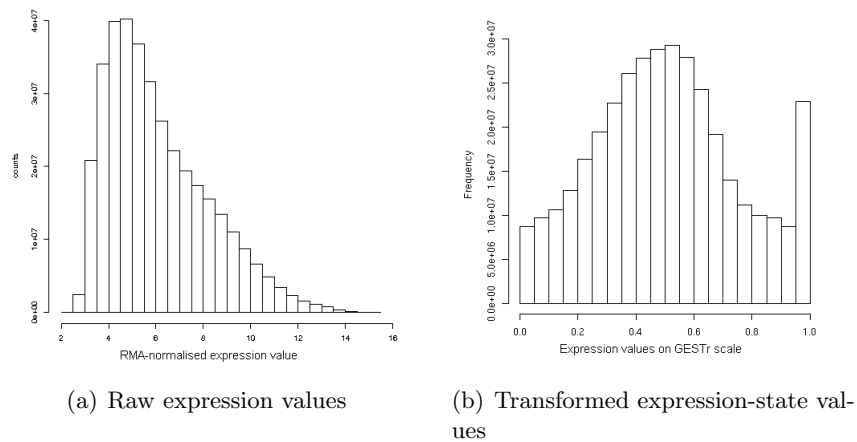 4e+07
3e+07
2e+07
1e+07
0e+00
counts
2 4 6 8 10 12 14 16
RMA-normalised expression value
3.0e+07
2.5e+07
2.0e+07
1.5e+07
1.0e+07
5.0e+06
0.0e+00
Frequency
0.0 0.2 0.4 0.6 0.8 1.0
Expression values on GESTr scale
(a) Raw expression values
(b) Transformed expression-state val-
ues